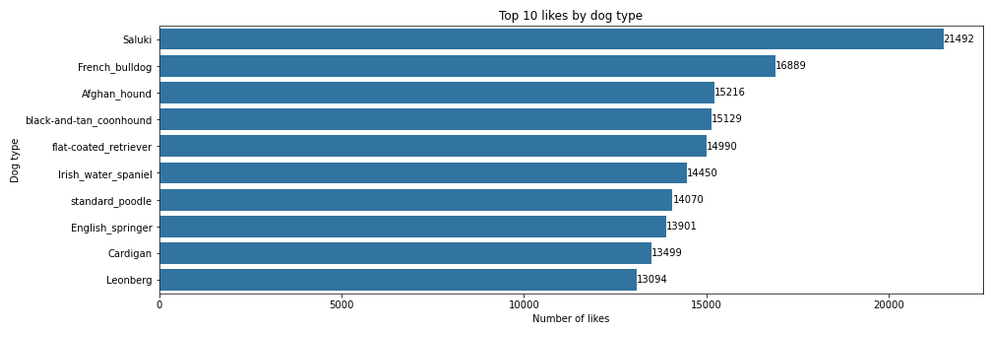 Top 10 likes by dog type
Dog type
Saluki 21492
French_bulldog 16889
Afghan_hound 15216
black-and-tan_coonhound 15129
flat-coated_retriever 14990
Irish_water_spaniel 14450
standard_poodle 14070
English_springer 13901
Cardigan 13499
Leonberg 13094
0 5000 10000 15000 20000
Number of likes